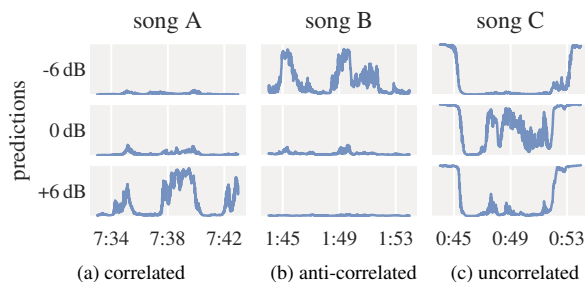 song A song B song C
predictions
-6 dB
0 dB
+6 dB
7:34 7:38 7:42 1:45 1:49 1:53 0:45 0:49 0:53
(a) correlated (b) anti-correlated (c) uncorrelated